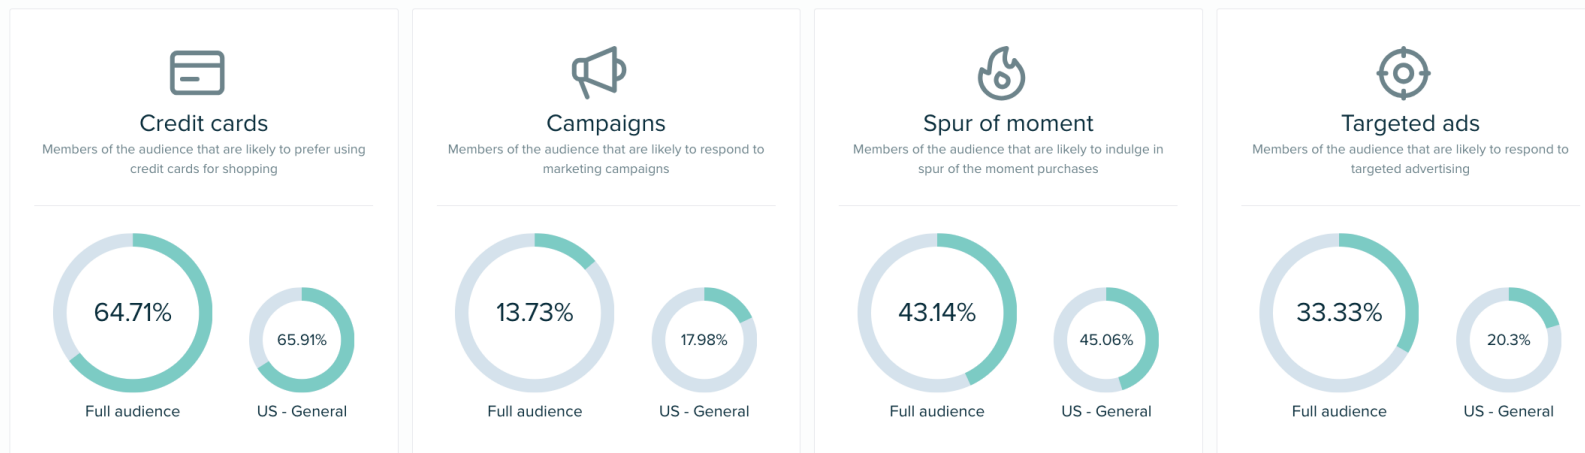 Credit cards
Members of the audience that are likely to prefer using
credit cards for shopping
64.71%
65.91%
Full audience
US - General
Campaigns
Members of the audience that are likely to respond to
marketing campaigns
13.73%
17.98%
Full audience
US - General
Spur of moment
Members of the audience that are likely to indulge in
spur of the moment purchases
43.14%
45.06%
Full audience
US - General
Targeted ads
Members of the audience that are likely to respond to
targeted advertising
33.33%
20.3%
Full audience
US - General